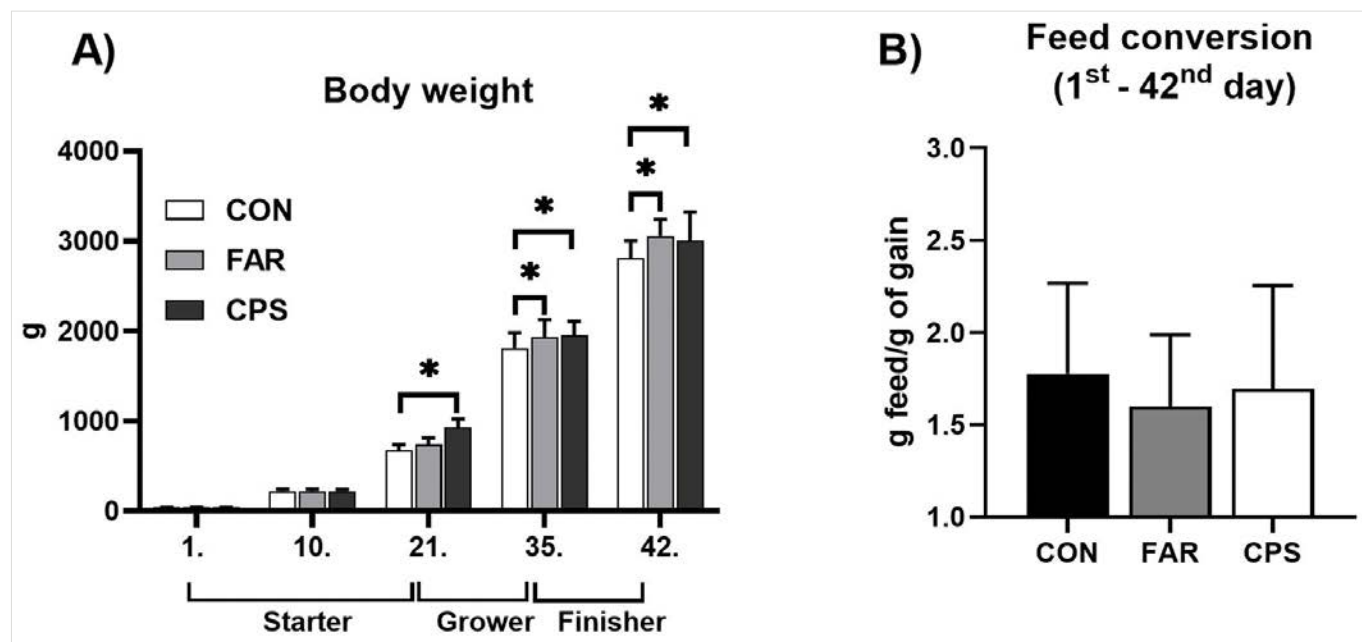 A)
Body weight
g
4000
3000
2000
1000
0
CON
FAR
CPS
*
*
*
*
*
1. 10. 21. 35. 42.
Starter Grower Finisher
B)
Feed conversion
(1st - 42nd day)
g feed/g of gain
3.0
2.5
2.0
1.5
1.0
CON FAR CPS